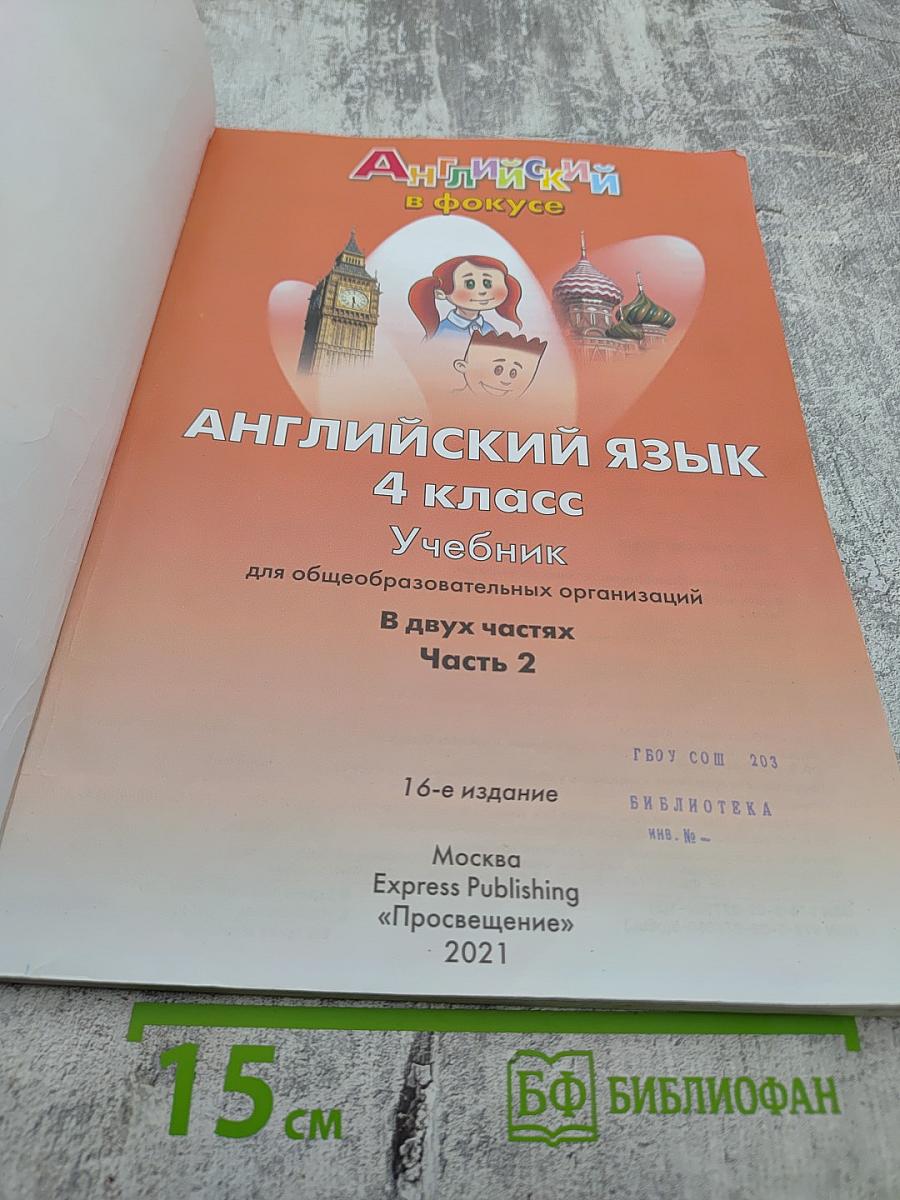 Английский
в фокусе
АНГЛИЙСКИЙ ЯЗЫК
4 класс
Учебник
для общеобразовательных организаций
В двух частях
Часть 2
ГБОУ СОШ 203
16-е издание
БИБЛИОТЕКА
ИНВ. № –
Москва
Express Publishing
«Просвещение»
2021
15 см
БФ БИБЛИОФАН